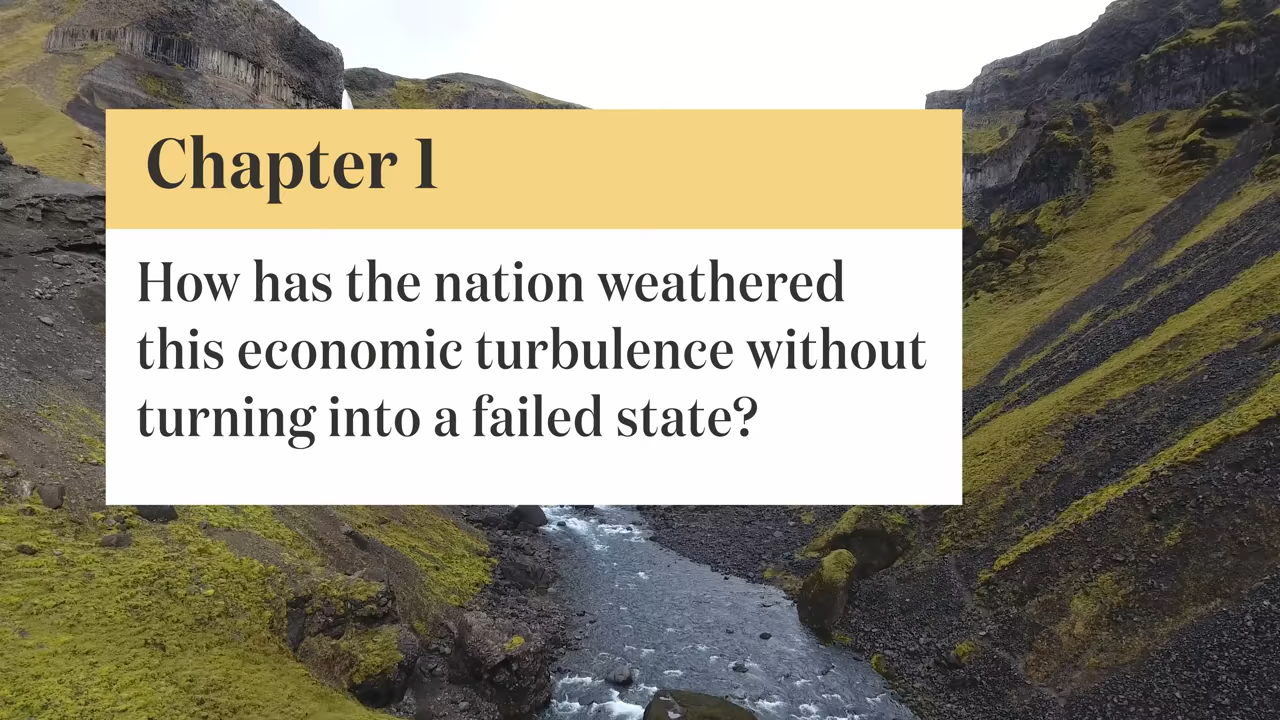 Chapter 1
How has the nation weathered
this economic turbulence without
turning into a failed state?